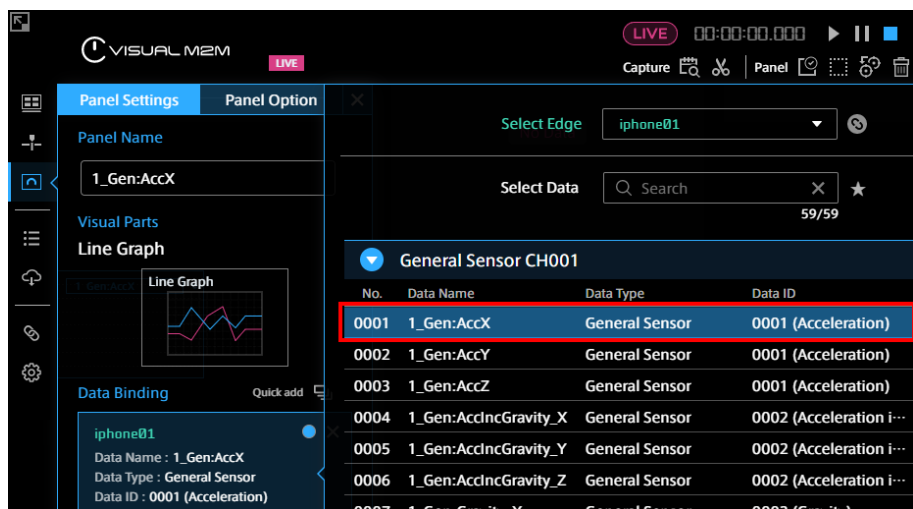 VISUAL M2M
LIVE
LIVE 00:00:00.000
Capture Panel
Panel Settings Panel Option
Panel Name
1_Gen:AccX
Visual Parts
Line Graph
1_Gen:AccX
Line Graph
Data Binding Quick add
iphone01
Data Name : 1_Gen:AccX
Data Type : General Sensor
Data ID : 0001 (Acceleration)
Select Edge iphone01
Select Data Search
59/59
General Sensor CH001
No. Data Name Data Type Data ID
0001 1_Gen:AccX General Sensor 0001 (Acceleration)
0002 1_Gen:AccY General Sensor 0001 (Acceleration)
0003 1_Gen:AccZ General Sensor 0001 (Acceleration)
0004 1_Gen:AccIncGravity_X General Sensor 0002 (Acceleration i···
0005 1_Gen:AccIncGravity_Y General Sensor 0002 (Acceleration i···
0006 1_Gen:AccIncGravity_Z General Sensor 0002 (Acceleration i···